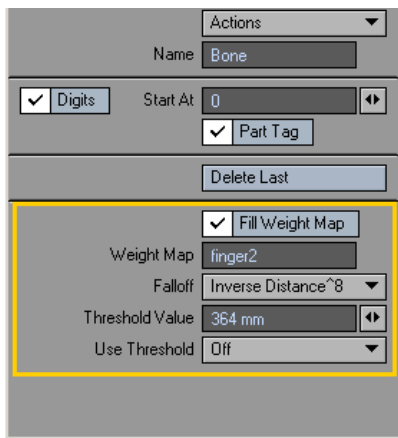 Actions
Name Bone
Digits Start At 0
Part Tag
Delete Last
Fill Weight Map
Weight Map finger2
Falloff Inverse Distance^8
Threshold Value 364 mm
Use Threshold Off